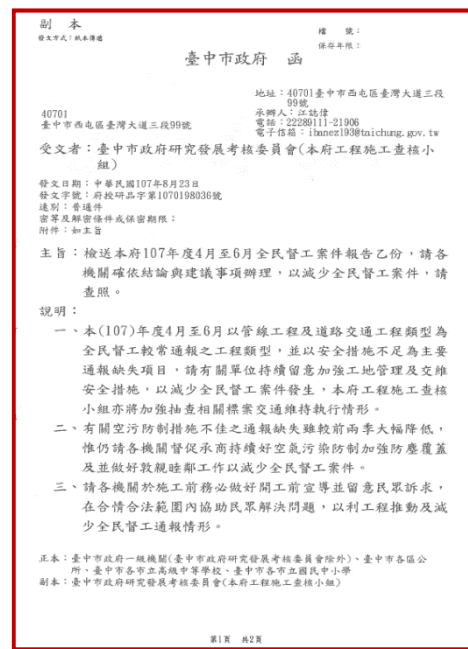 副 本
發文方式：紙本傳遞
檔 號：
保存年限：
臺中市政府 函
地址：40701臺中市西屯區臺灣大道三段
99號
承辦人：江誌偉
電話：22289111-21906
電子信箱：ibanez193@taichung.gov.tw
40701
臺中市西屯區臺灣大道三段99號
受文者：臺中市政府研究發展考核委員會(本府工程施工查核小
組)
發文日期：中華民國107年8月23日
發文字號：府授研品字第1070198036號
速別：普通件
密等及解密條件或保密期限：
附件：如主旨
主旨：檢送本府107年度4月至6月全民督工案件報告乙份，請各
機關確依結論與建議事項辦理，以減少全民督工案件，請
查照。
說明：
一、本(107)年度4月至6月以管線工程及道路交通工程類型為
全民督工較常通報之工程類型，並以安全措施不足為主要
通報缺失項目，請有關單位持續留意加強工地管理及交維
安全措施，以減少全民督工案件發生，本府工程施工查核
小組亦將加強抽查相關標案交通維持執行情形。
二、有關空污防制措施不佳之通報缺失雖較前兩季大幅降低，
惟仍請各機關督促承商持續好空氣污染防制加強防塵覆蓋
及並做好敦親睦鄰工作以減少全民督工案件。
三、請各機關於施工前務必做好開工前宣導並留意民眾訴求，
在合情合法範圍內協助民眾解決問題，以利工程推動及減
少全民督工通報情形。
正本：臺中市政府一級機關(臺中市政府研究發展考核委員會除外)、臺中市各區公
所、臺中市各市立高級中等學校、臺中市各市立國民中小學
副本：臺中市政府研究發展考核委員會(本府工程施工查核小組)
第1頁 共2頁